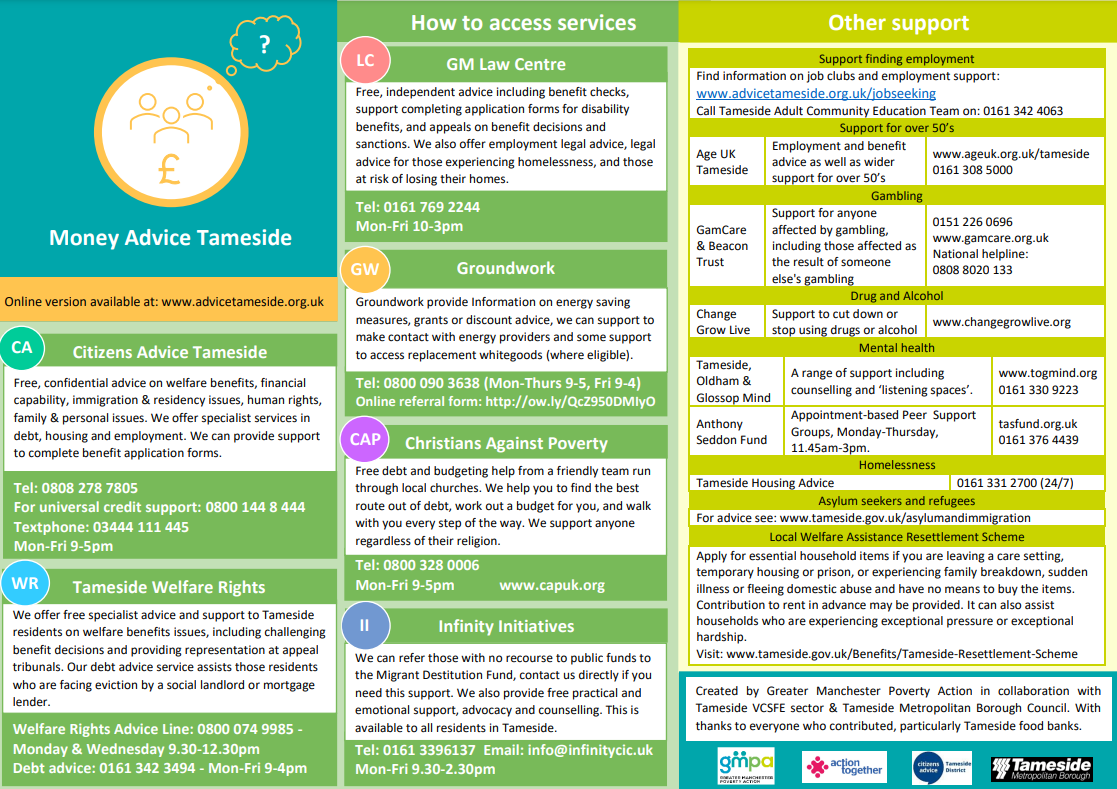 ?
£
Money Advice Tameside
Online version available at: www.advicetameside.org.uk
CA
Citizens Advice Tameside
Free, confidential advice on welfare benefits, financial
capability, immigration & residency issues, human rights,
family & personal issues. We offer specialist services in
debt, housing and employment. We can provide support
to complete benefit application forms.
Tel: 0808 278 7805
For universal credit support: 0800 144 8 444
Textphone: 03444 111 445
Mon-Fri 9-5pm
WR
Tameside Welfare Rights
We offer free specialist advice and support to Tameside
residents on welfare benefits issues, including challenging
benefit decisions and providing representation at appeal
tribunals. Our debt advice service assists those residents
who are facing eviction by a social landlord or mortgage
lender.
Welfare Rights Advice Line: 0800 074 9985 -
Monday & Wednesday 9.30-12.30pm
Debt advice: 0161 342 3494 - Mon-Fri 9-4pm
How to access services
LC
GM Law Centre
Free, independent advice including benefit checks,
support completing application forms for disability
benefits, and appeals on benefit decisions and
sanctions. We also offer employment legal advice, legal
advice for those experiencing homelessness, and those
at risk of losing their homes.
Tel: 0161 769 2244
Mon-Fri 10-3pm
GW
Groundwork
Groundwork provide Information on energy saving
measures, grants or discount advice, we can support to
make contact with energy providers and some support
to access replacement whitegoods (where eligible).
Tel: 0800 090 3638 (Mon-Thurs 9-5, Fri 9-4)
Online referral form: http://ow.ly/QcZ950DMIyO
CAP
Christians Against Poverty
Free debt and budgeting help from a friendly team run
through local churches. We help you to find the best
route out of debt, work out a budget for you, and walk
with you every step of the way. We support anyone
regardless of their religion.
Tel: 0800 328 0006
Mon-Fri 9-5pm www.capuk.org
II
Infinity Initiatives
We can refer those with no recourse to public funds to
the Migrant Destitution Fund, contact us directly if you
need this support. We also provide free practical and
emotional support, advocacy and counselling. This is
available to all residents in Tameside.
Tel: 0161 3396137 Email: info@infinitycic.uk
Mon-Fri 9.30-2.30pm
Other support
Support finding employment
Find information on job clubs and employment support:
www.advicetameside.org.uk/jobseeking
Call Tameside Adult Community Education Team on: 0161 342 4063
Support for over 50's
Age UK
Tameside
Employment and benefit
advice as well as wider
support for over 50's
www.ageuk.org.uk/tameside
0161 308 5000
Gambling
GamCare
& Beacon
Trust
Support for anyone
affected by gambling,
including those affected as
the result of someone
else's gambling
0151 226 0696
www.gamcare.org.uk
National helpline:
0808 8020 133
Drug and Alcohol
Change
Grow Live
Support to cut down or
stop using drugs or alcohol
www.changegrowlive.org
Mental health
Tameside,
Oldham &
Glossop Mind
A range of support including
counselling and ‘listening spaces’.
www.togmind.org
0161 330 9223
Anthony
Seddon Fund
Appointment-based Peer Support
Groups, Monday-Thursday,
11.45am-3pm.
tasfund.org.uk
0161 376 4439
Homelessness
Tameside Housing Advice 0161 331 2700 (24/7)
Asylum seekers and refugees
For advice see: www.tameside.gov.uk/asylumandimmigration
Local Welfare Assistance Resettlement Scheme
Apply for essential household items if you are leaving a care setting,
temporary housing or prison, or experiencing family breakdown, sudden
illness or fleeing domestic abuse and have no means to buy the items.
Contribution to rent in advance may be provided. It can also assist
households who are experiencing exceptional pressure or exceptional
hardship.
Visit: www.tameside.gov.uk/Benefits/Tameside-Resettlement-Scheme
Created by Greater Manchester Poverty Action in collaboration with
Tameside VCSFE sector & Tameside Metropolitan Borough Council. With
thanks to everyone who contributed, particularly Tameside food banks.
gmpa
GREATER MANCHESTER
POVERTY ACTION
action
together
citizens
advice
Tameside
District
Tameside
Metropolitan Borough